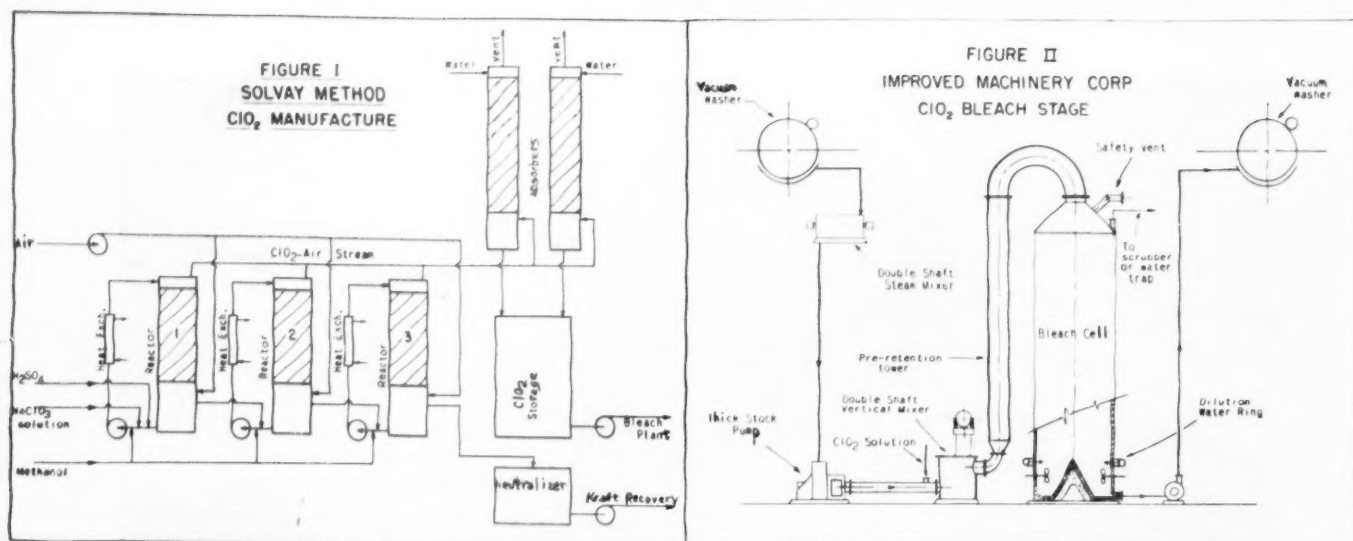 FIGURE I
SOLVAY METHOD
ClO₂ MANUFACTURE
Water
Vent
Vent
Water
Absorbers
Air
ClO₂-Air Stream
Heat Exch.
Reactor
1
Heat Exch.
Reactor
2
Heat Exch.
Reactor
3
H₂SO₄
NaClO₃
solution
Methanol
ClO₂
Storage
Bleach
Plant
Neutralizer
Kraft Recovery
FIGURE II
IMPROVED MACHINERY CORP
ClO₂ BLEACH STAGE
Vacuum
Washer
Vacuum
Washer
Safety vent
To
scrubber
or water
trap
Double Shaft
Steam Mixer
Bleach Cell
Pre-retention
tower
Double Shaft
Vertical Mixer
Thick Stock
Pump
ClO₂ Solution
Dilution
Water Ring